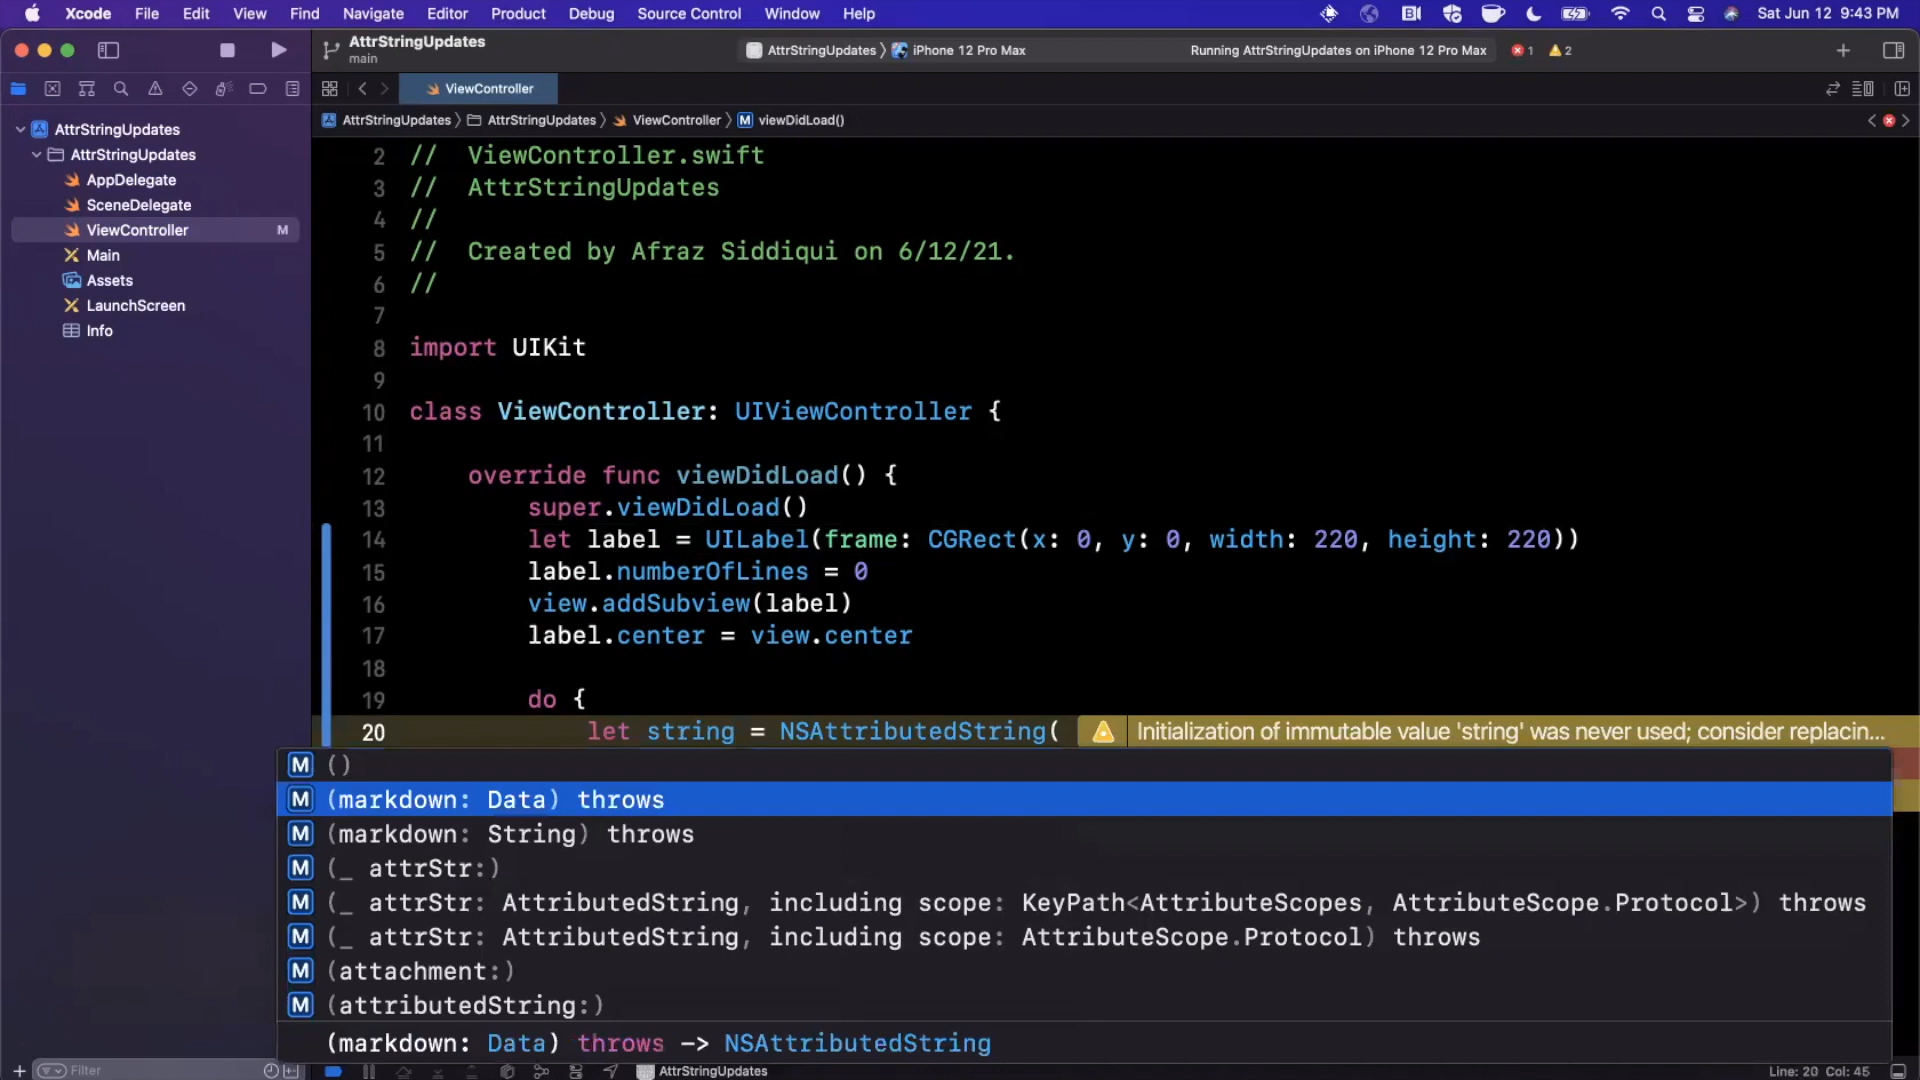 Xcode File Edit View Find Navigate Editor Product Debug Source Control Window Help Sat Jun 12 9:43 PM
AttrStringUpdates
main
AttrStringUpdates 〉 iPhone 12 Pro Max
Running AttrStringUpdates on iPhone 12 Pro Max 1 2
ViewController
AttrStringUpdates 〉 AttrStringUpdates 〉 ViewController 〉 M viewDidLoad()
AttrStringUpdates
AttrStringUpdates
AppDelegate
SceneDelegate
ViewController M
Main
Assets
LaunchScreen
Info
2 // ViewController.swift
3 // AttrStringUpdates
4 //
5 // Created by Afraz Siddiqui on 6/12/21.
6 //
7
8 import UIKit
9
10 class ViewController: UIViewController {
11
12 override func viewDidLoad() {
13 super.viewDidLoad()
14 let label = UILabel(frame: CGRect(x: 0, y: 0, width: 220, height: 220))
15 label.numberOfLines = 0
16 view.addSubview(label)
17 label.center = view.center
18
19 do {
20 let string = NSAttributedString( Initialization of immutable value 'string' was never used; consider replacin...
M ()
M (markdown: Data) throws
M (markdown: String) throws
M (_ attrStr:)
M (_ attrStr: AttributedString, including scope: KeyPath<AttributeScopes, AttributeScope.Protocol>) throws
M (_ attrStr: AttributedString, including scope: AttributeScope.Protocol) throws
M (attachment:)
M (attributedString:)
(markdown: Data) throws -> NSAttributedString
Filter
AttrStringUpdates
Line: 20 Col: 45